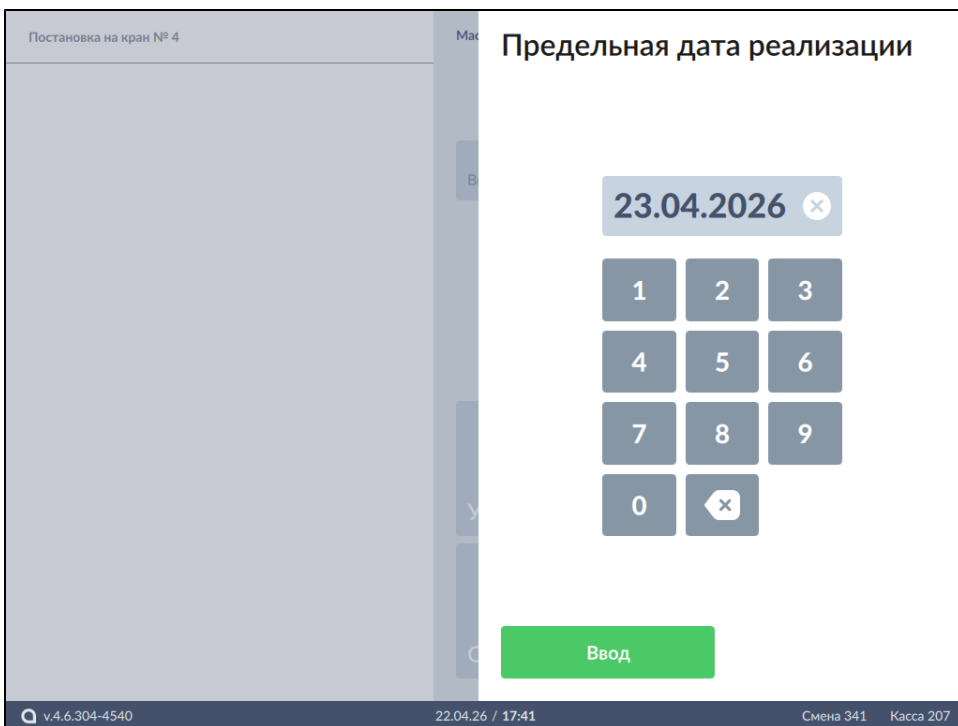 Постановка на кран № 4
Предельная дата реализации
23.04.2026
1 2 3
4 5 6
7 8 9
0
Ввод
v.4.6.304-4540 22.04.26 / 17:41 Смена 341 Касса 207